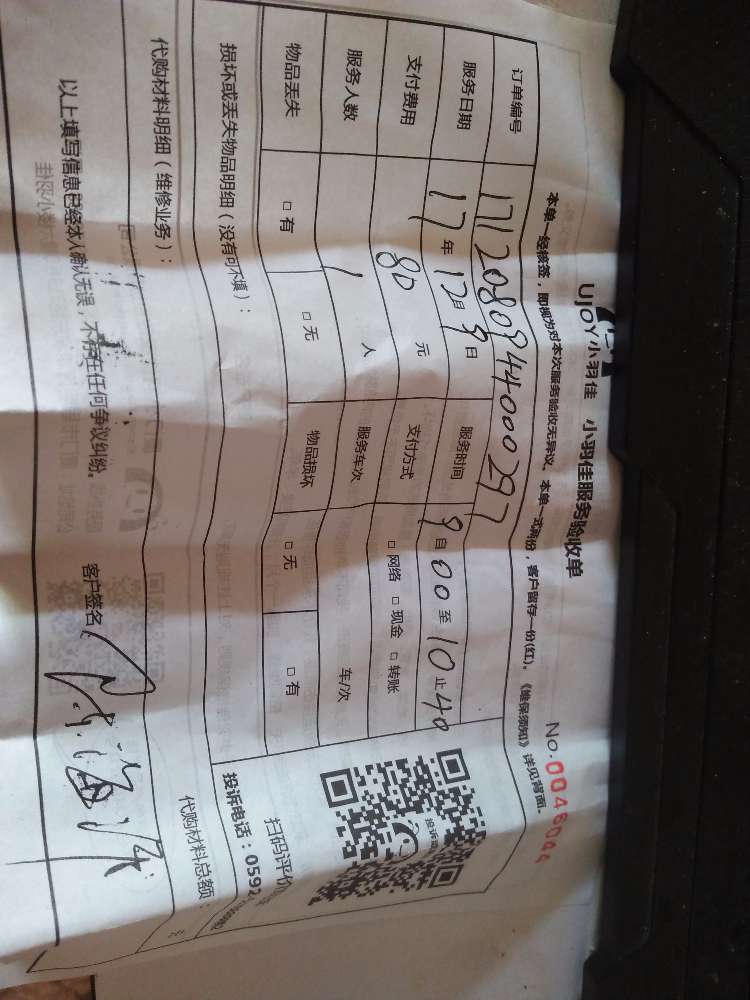 UJOY小羽佳 小羽佳服务验收单
No.0046044
本单一经核签，即视为对本次服务验收无异议、本单一式两份，客户留存一份(红)。《维保须知》详见背面。
订单编号 171208094400297
服务日期 17年12月9日 服务时间 自9:00至10:40止
支付费用 80元 支付方式 □网络 □现金 □转账
服务人数 1人 服务车次 车/次
物品丢失 □有 □无 物品损坏 □无 □有
损坏或丢失物品明细（没有可不填）：
扫码评价
投诉电话：0592
代购材料明细（维修业务）： 代购材料总额： 元
以上填写信息已经本人确认无误，不存在任何争议纠纷。 客户签名：